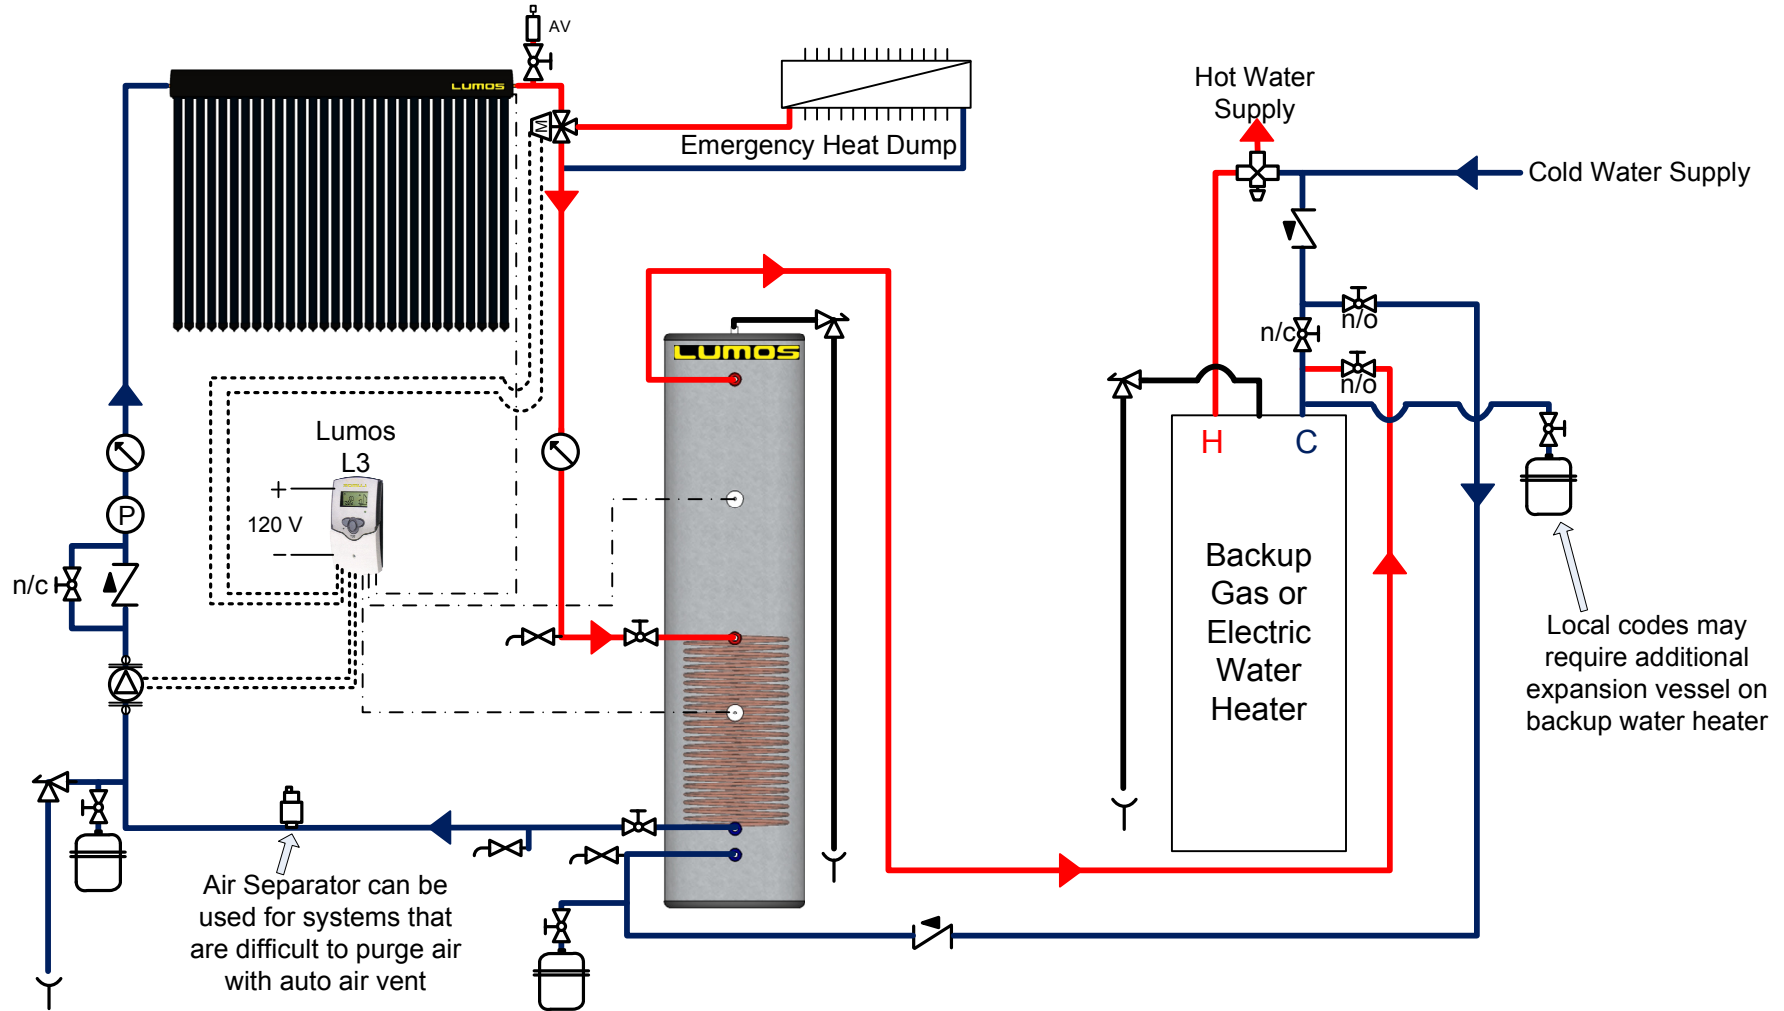 AV
LUMOS
M
Emergency Heat Dump
Hot Water
Supply
Cold Water Supply
n/o
n/c
n/o
LUMOS
Lumos
L3
+
120 V
−
P
n/c
H
C
Backup
Gas or
Electric
Water
Heater
Local codes may
require additional
expansion vessel on
backup water heater
Air Separator can be
used for systems that
are difficult to purge air
with auto air vent